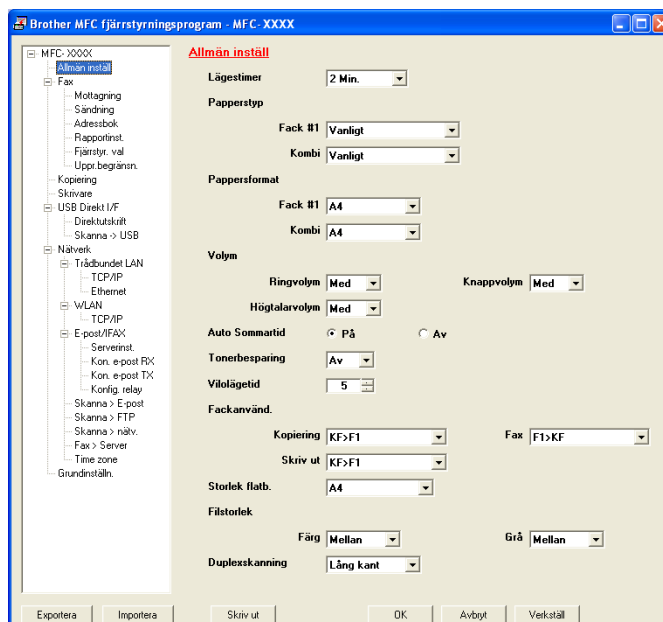 Brother MFC fjärrstyrningsprogram - MFC- XXXX
MFC- XXXX
Allmän inställ
Fax
Mottagning
Sändning
Adressbok
Rapportinst.
Fjärrstyr. val
Uppr.begränsn.
Kopiering
Skrivare
USB Direkt I/F
Direktutskrift
Skanna -> USB
Nätverk
Trådbundet LAN
TCP/IP
Ethernet
WLAN
TCP/IP
E-post/IFAX
Serverinst.
Kon. e-post RX
Kon. e-post TX
Konfig. relay
Skanna > E-post
Skanna > FTP
Skanna > nätv.
Fax > Server
Time zone
Grundinställn.
Allmän inställ
Lägestimer 2 Min.
Papperstyp
Fack #1 Vanligt
Kombi Vanligt
Pappersformat
Fack #1 A4
Kombi A4
Volym
Ringvolym Med Knappvolym Med
Högtalarvolym Med
Auto Sommartid På Av
Tonerbesparing Av
Vilolägetid 5
Fackanvänd.
Kopiering KF>F1 Fax F1>KF
Skriv ut KF>F1
Storlek flatb. A4
Filstorlek
Färg Mellan Grå Mellan
Duplexskanning Lång kant
Exportera Importera Skriv ut OK Avbryt Verkställ